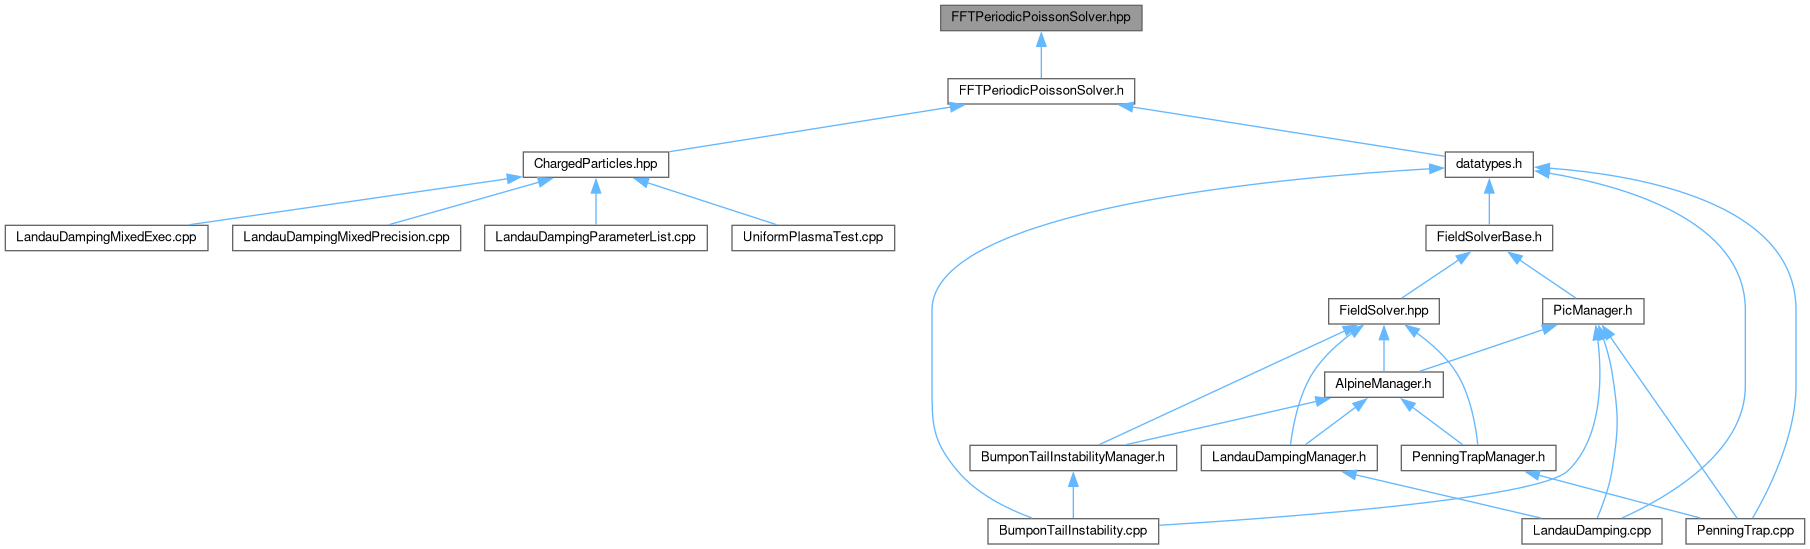 FFTPeriodicPoissonSolver.hpp
FFTPeriodicPoissonSolver.h
ChargedParticles.hpp
datatypes.h
LandauDampingMixedExec.cpp
LandauDampingMixedPrecision.cpp
LandauDampingParameterList.cpp
UniformPlasmaTest.cpp
FieldSolverBase.h
FieldSolver.hpp
PicManager.h
AlpineManager.h
BumponTailInstabilityManager.h
LandauDampingManager.h
PenningTrapManager.h
BumponTailInstability.cpp
LandauDamping.cpp
PenningTrap.cpp